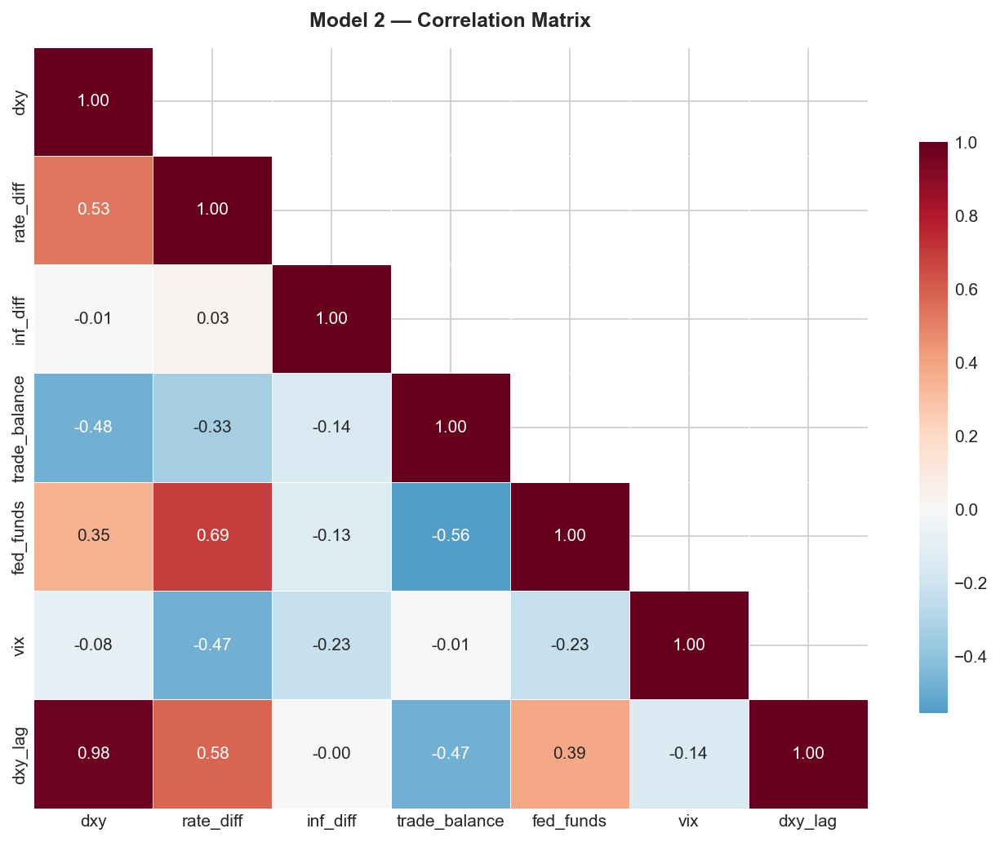 Model 2 — Correlation Matrix
dxy
1.00
rate_diff
0.53 1.00
inf_diff
-0.01 0.03 1.00
trade_balance
-0.48 -0.33 -0.14 1.00
fed_funds
0.35 0.69 -0.13 -0.56 1.00
vix
-0.08 -0.47 -0.23 -0.01 -0.23 1.00
dxy_lag
0.98 0.58 -0.00 -0.47 0.39 -0.14 1.00
dxy rate_diff inf_diff trade_balance fed_funds vix dxy_lag
1.0
0.8
0.6
0.4
0.2
0.0
−0.2
−0.4